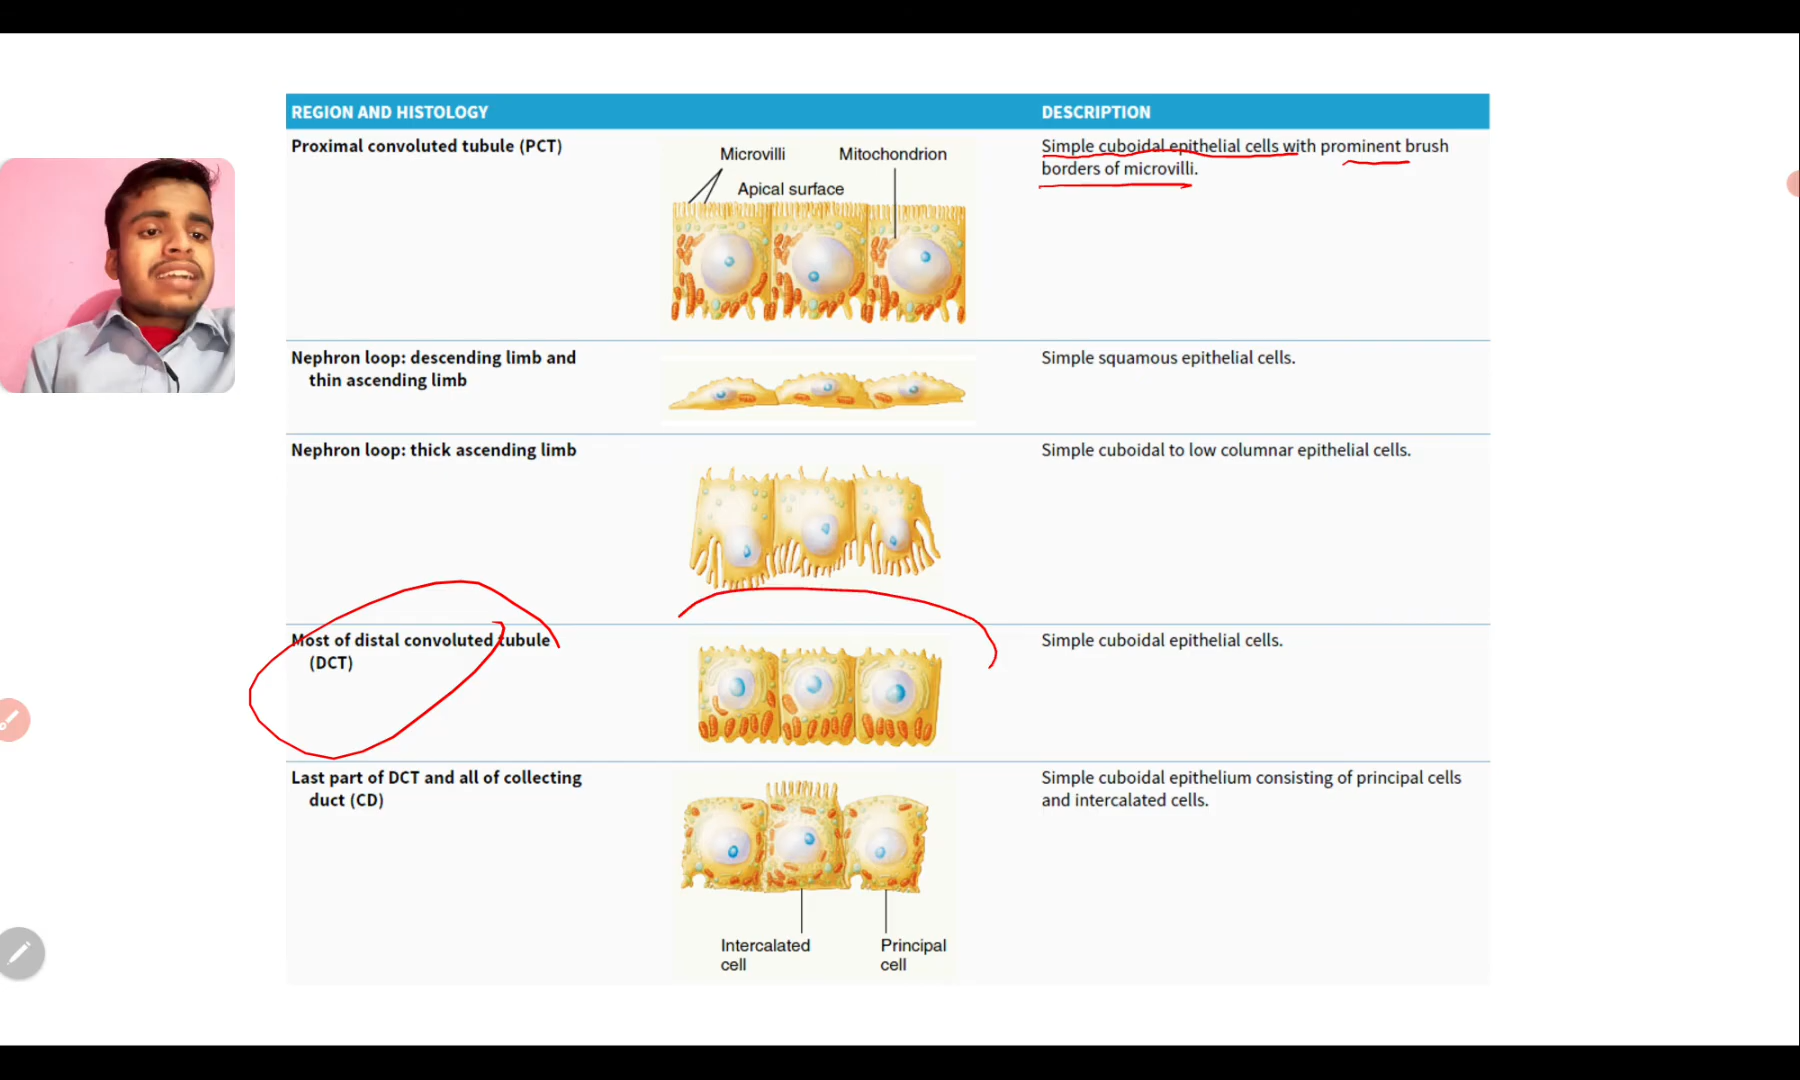 REGION AND HISTOLOGY
DESCRIPTION
Proximal convoluted tubule (PCT)
Microvilli
Mitochondrion
Apical surface
Simple cuboidal epithelial cells with prominent brush
borders of microvilli.
Nephron loop: descending limb and
thin ascending limb
Simple squamous epithelial cells.
Nephron loop: thick ascending limb
Simple cuboidal to low columnar epithelial cells.
Most of distal convoluted tubule
(DCT)
Simple cuboidal epithelial cells.
Last part of DCT and all of collecting
duct (CD)
Intercalated
cell
Principal
cell
Simple cuboidal epithelium consisting of principal cells
and intercalated cells.